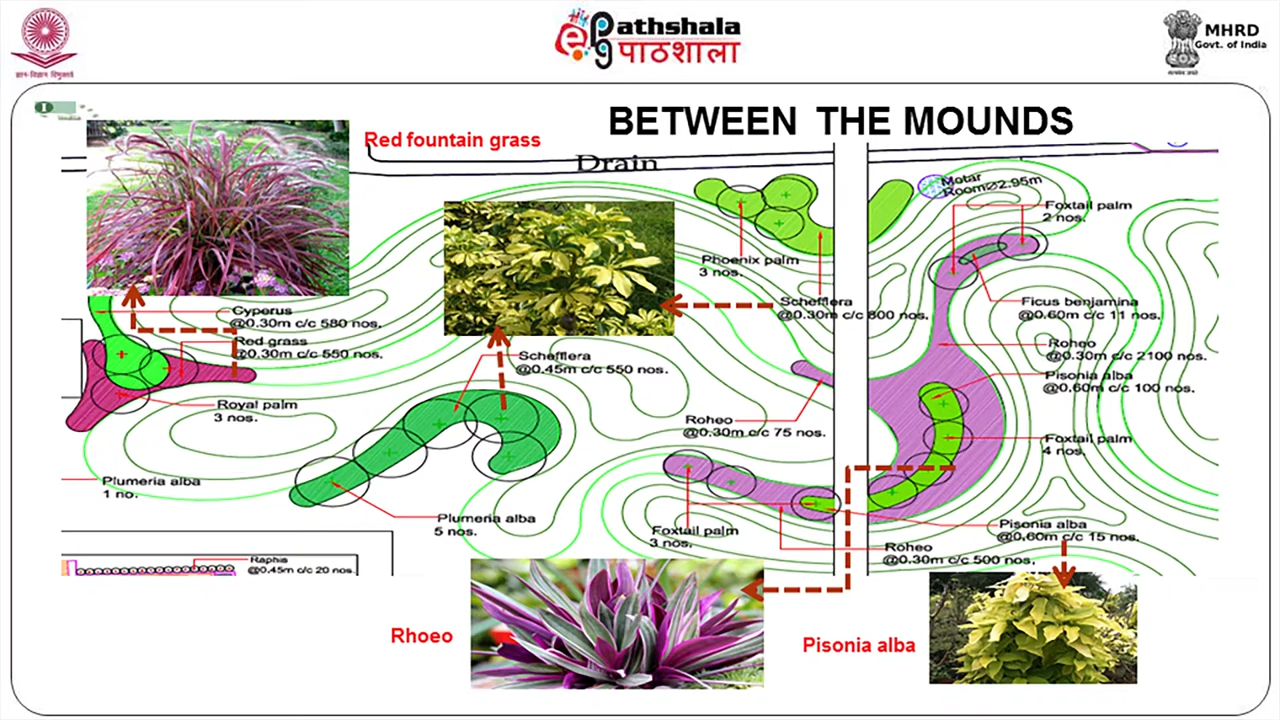 ज्ञान-विज्ञान विमुक्तये
ePathshala
पाठशाला
MHRD
Govt. of India
BETWEEN THE MOUNDS
Red fountain grass
Drain
Motar
Room⌀2.95m
Foxtail palm
2 nos.
Phoenix palm
3 nos.
Schefflera
@0.30m c/c 800 nos.
Ficus benjamina
@0.60m c/c 11 nos.
Cyperus
@0.30m c/c 580 nos.
Red grass
@0.30m c/c 550 nos.
Roheo
@0.30m c/c 2100 nos.
Schefflera
@0.45m c/c 550 nos.
Pisonia alba
@0.60m c/c 100 nos.
Royal palm
3 nos.
Roheo
@0.30m c/c 75 nos.
Foxtail palm
4 nos.
Plumeria alba
1 no.
Plumeria alba
5 nos.
Foxtail palm
3 nos.
Pisonia alba
@0.60m c/c 15 nos.
Roheo
@0.30m c/c 500 nos.
Raphis
@0.45m c/c 20 nos.
Rhoeo
Pisonia alba